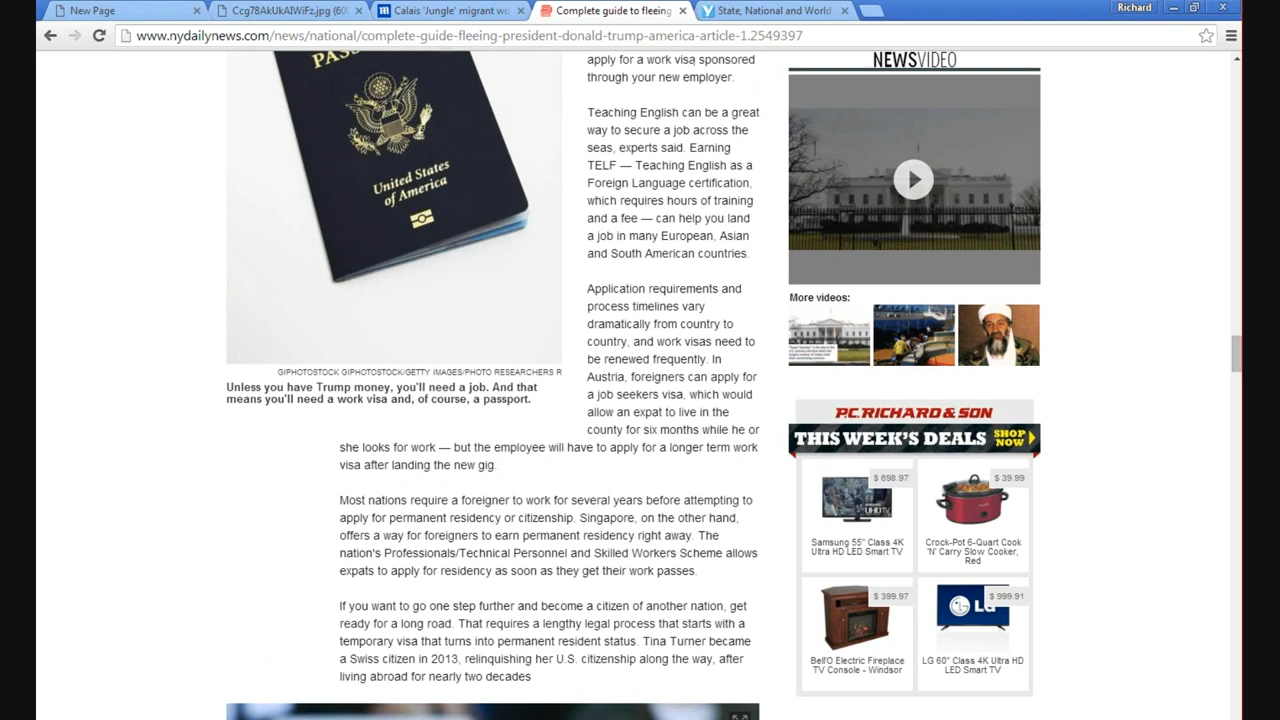 New Page
Ccg78AkUkAIWiFz.jpg (60
Calais 'Jungle' migrant wo
Complete guide to fleeing
State, National and World
Richard
www.nydailynews.com/news/national/complete-guide-fleeing-president-donald-trump-america-article-1.2549397
PAS
United States
of America
GIPHOTOSTOCK GIPHOTOSTOCK/GETTY IMAGES/PHOTO RESEARCHERS R
Unless you have Trump money, you'll need a job. And that
means you'll need a work visa and, of course, a passport.
apply for a work visa sponsored
through your new employer.
Teaching English can be a great
way to secure a job across the
seas, experts said. Earning
TELF — Teaching English as a
Foreign Language certification,
which requires hours of training
and a fee — can help you land
a job in many European, Asian
and South American countries.
Application requirements and
process timelines vary
dramatically from country to
country, and work visas need to
be renewed frequently. In
Austria, foreigners can apply for
a job seekers visa, which would
allow an expat to live in the
county for six months while he or
she looks for work — but the employee will have to apply for a longer term work
visa after landing the new gig.
Most nations require a foreigner to work for several years before attempting to
apply for permanent residency or citizenship. Singapore, on the other hand,
offers a way for foreigners to earn permanent residency right away. The
nation's Professionals/Technical Personnel and Skilled Workers Scheme allows
expats to apply for residency as soon as they get their work passes.
If you want to go one step further and become a citizen of another nation, get
ready for a long road. That requires a lengthy legal process that starts with a
temporary visa that turns into permanent resident status. Tina Turner became
a Swiss citizen in 2013, relinquishing her U.S. citizenship along the way, after
living abroad for nearly two decades
NEWSVIDEO
More videos:
P.C. RICHARD & SON
THIS WEEK'S DEALS SHOP
NOW
$ 698.97
Samsung 55" Class 4K
Ultra HD LED Smart TV
$ 39.99
Crock-Pot 6-Quart Cook
'N' Carry Slow Cooker,
Red
$ 397.97
Bell'O Electric Fireplace
TV Console - Windsor
$ 999.91
LG
LG 60" Class 4K Ultra HD
LED Smart TV